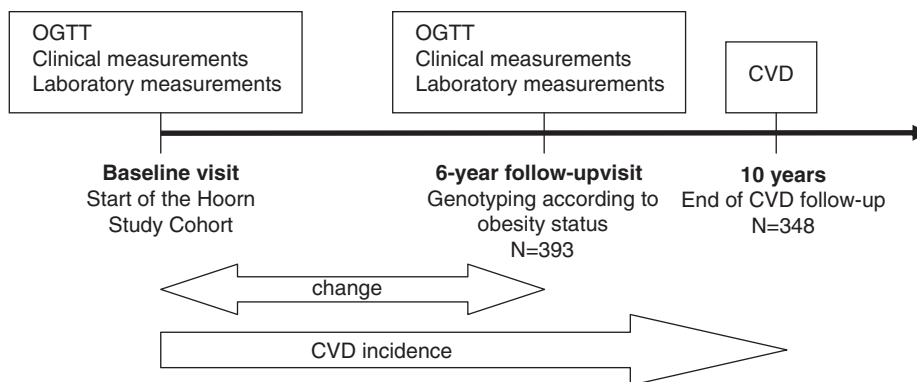 OGTT
Clinical measurements
Laboratory measurements
OGTT
Clinical measurements
Laboratory measurements
CVD
Baseline visit
Start of the Hoorn
Study Cohort
6-year follow-upvisit
Genotyping according to
obesity status
N=393
10 years
End of CVD follow-up
N=348
change
CVD incidence